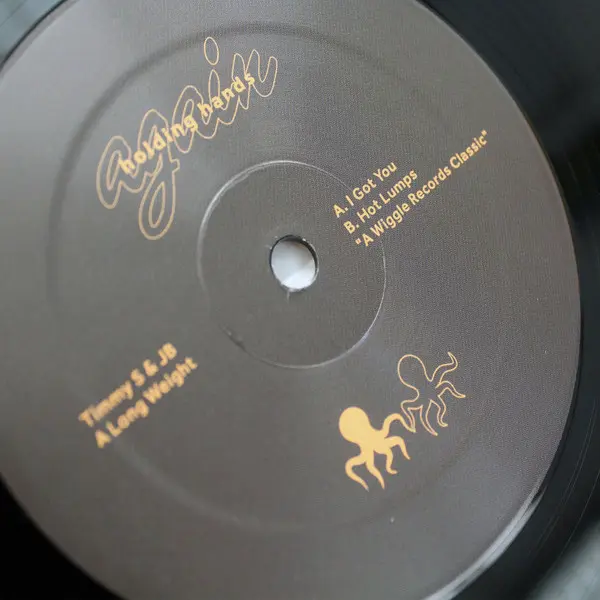 again
holding hands
A. I Got You
B. Hot Lumps
"A Wiggle Records Classic"
Timmy S & JB
A Long Weight